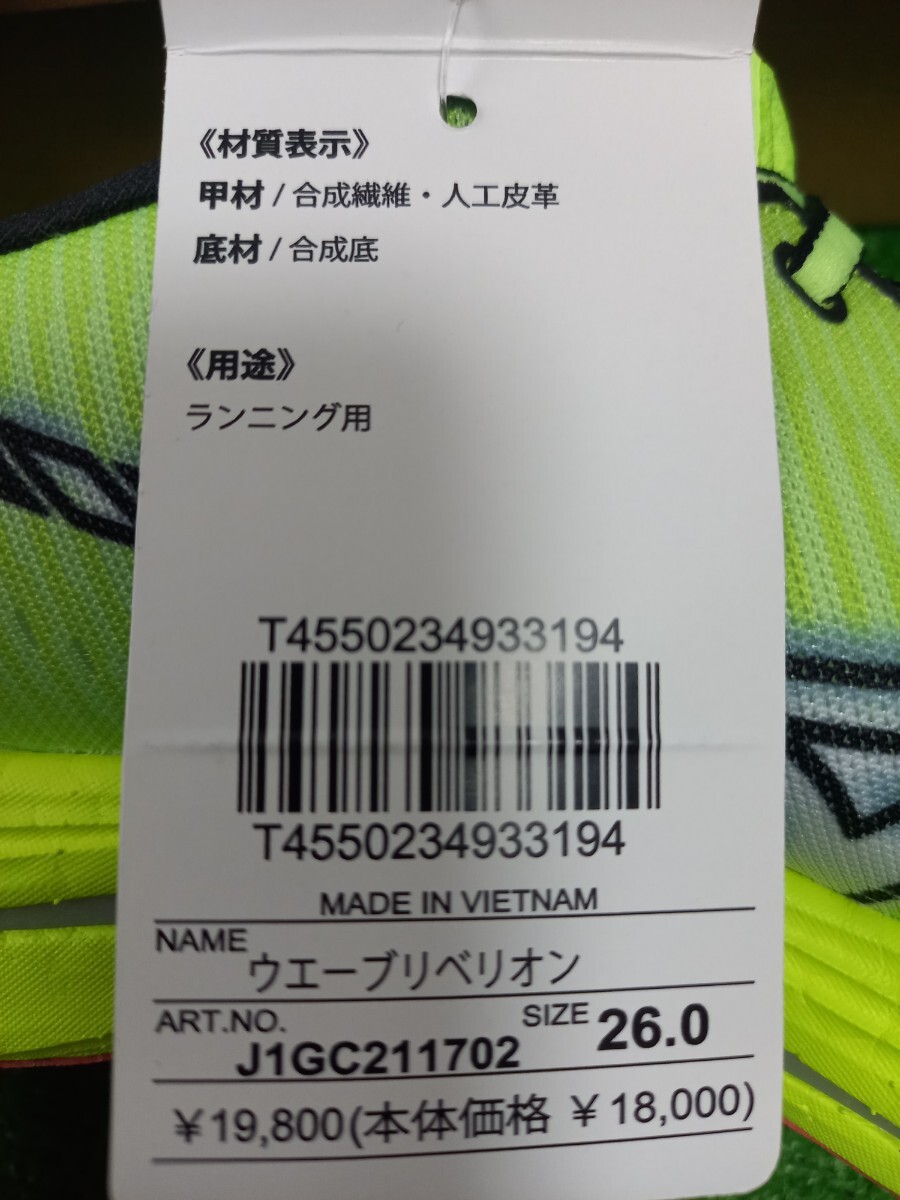 《材質表示》
甲材 / 合成繊維・人工皮革
底材 / 合成底
《用途》
ランニング用
T4550234933194
T4550234933194
MADE IN VIETNAM
NAME ウエーブリベリオン
ART.NO. J1GC211702 SIZE 26.0
￥19,800(本体価格 ￥18,000)